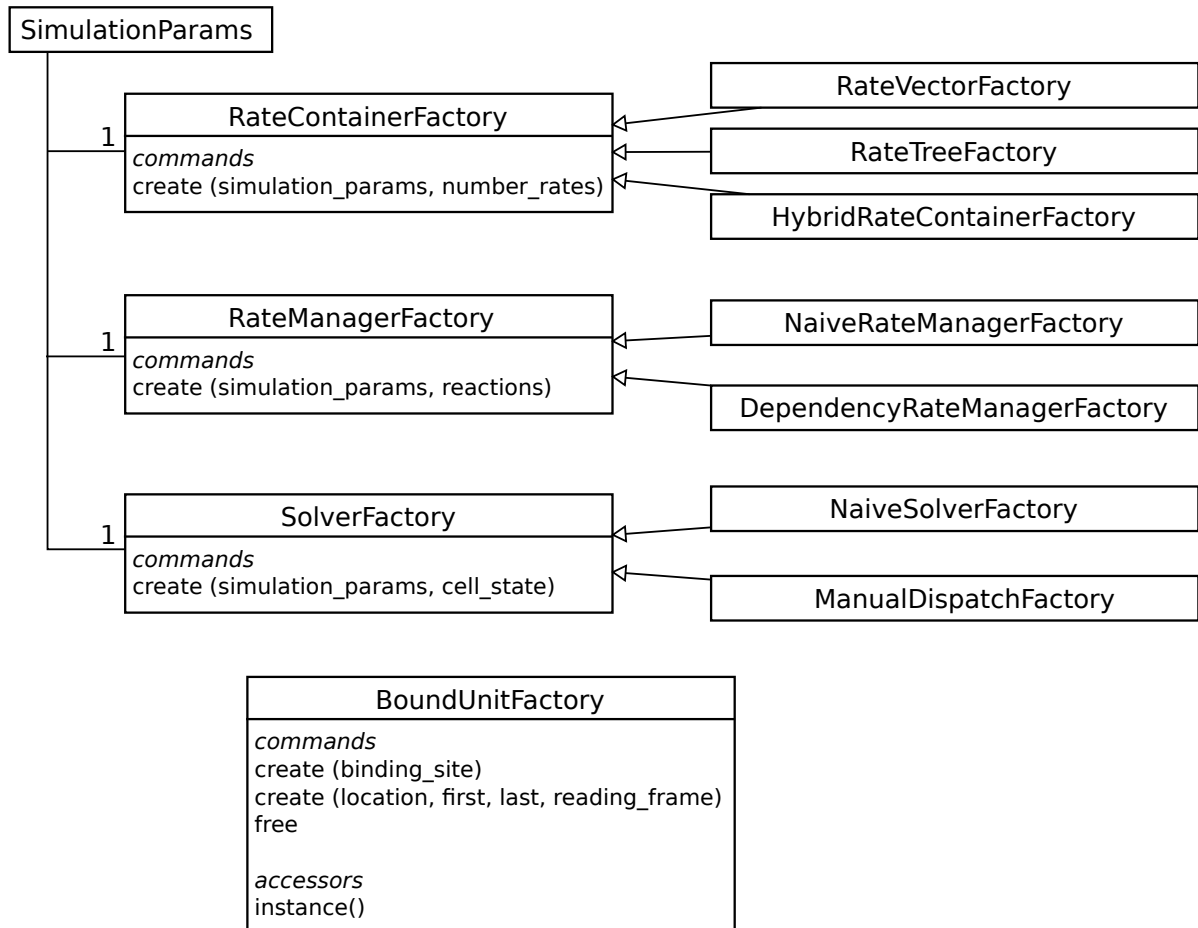 SimulationParams
1
RateContainerFactory
commands
create (simulation_params, number_rates)
RateVectorFactory
RateTreeFactory
HybridRateContainerFactory
1
RateManagerFactory
commands
create (simulation_params, reactions)
NaiveRateManagerFactory
DependencyRateManagerFactory
1
SolverFactory
commands
create (simulation_params, cell_state)
NaiveSolverFactory
ManualDispatchFactory
BoundUnitFactory
commands
create (binding_site)
create (location, first, last, reading_frame)
free
accessors
instance()